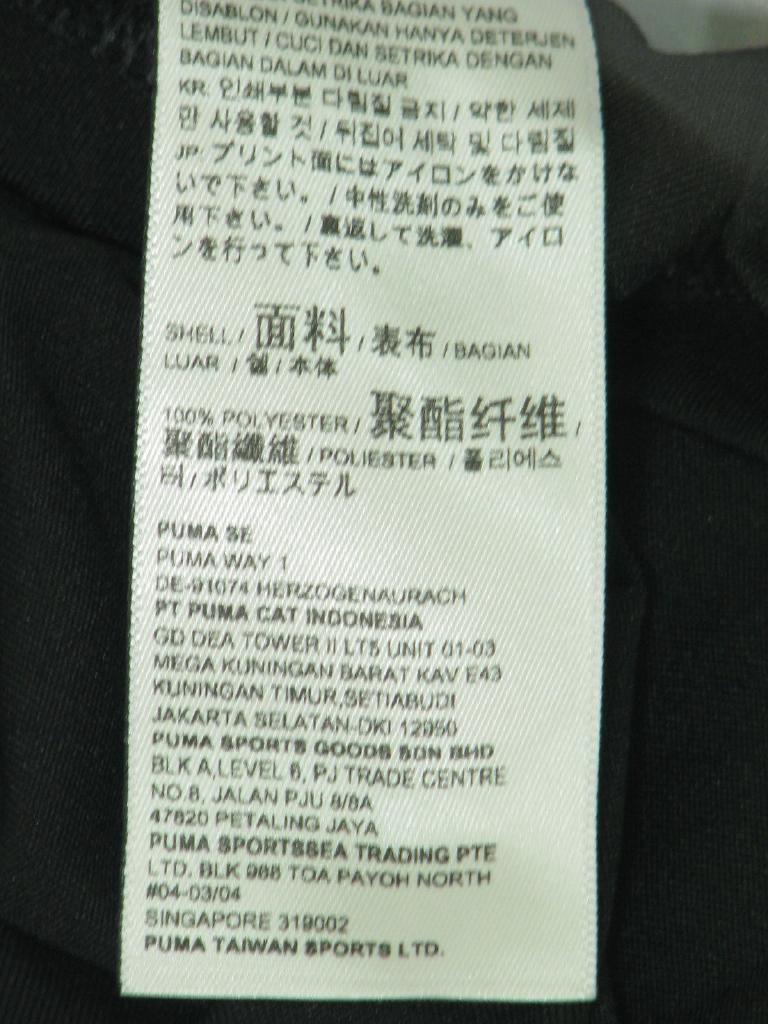 SETRIKA BAGIAN YANG
DISABLON / GUNAKAN HANYA DETERJEN
LEMBUT / CUCI DAN SETRIKA DENGAN
BAGIAN DALAM DI LUAR
KR. 인쇄부분 다림질 금지 / 약한 세제
만 사용할 것 / 뒤집어 세탁 및 다림질
JP. プリント面にはアイロンをかけな
いで下さい。 / 中性洗剤のみをご使
用下さい。 / 裏返して洗濯、アイロ
ンを行って下さい。
SHELL / 面料 / 表布 / BAGIAN
LUAR / 겉 / 本体
100% POLYESTER / 聚酯纤维 /
聚酯纖維 / POLIESTER / 폴리에스
터 / ポリエステル
PUMA SE
PUMA WAY 1
DE-91074 HERZOGENAURACH
PT PUMA CAT INDONESIA
GD DEA TOWER II LT5 UNIT 01-03
MEGA KUNINGAN BARAT KAV E43
KUNINGAN TIMUR,SETIABUDI
JAKARTA SELATAN-DKI 12950
PUMA SPORTS GOODS SDN BHD
BLK A,LEVEL 6, PJ TRADE CENTRE
NO.8, JALAN PJU 8/8A
47820 PETALING JAYA
PUMA SPORTSSEA TRADING PTE
LTD. BLK 988 TOA PAYOH NORTH
#04-03/04
SINGAPORE 319002
PUMA TAIWAN SPORTS LTD.